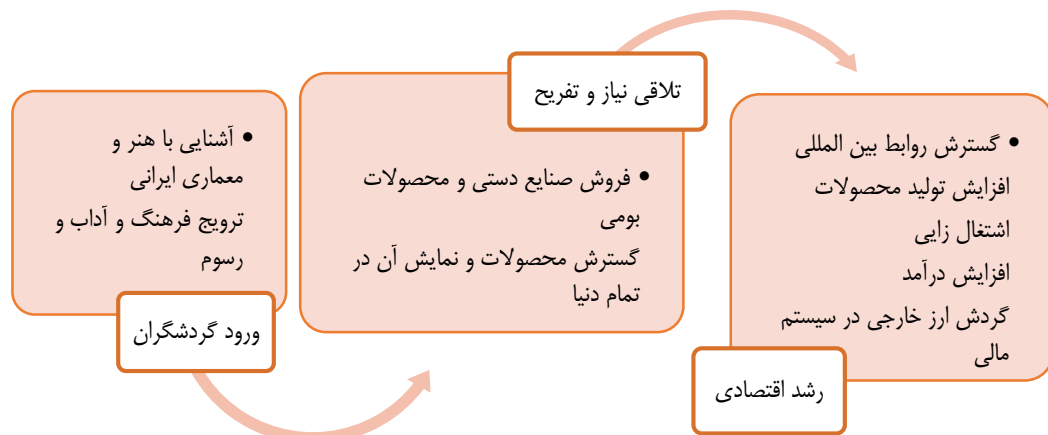 ورود گردشگران
• آشنایی با هنر و
معماری ایرانی
ترویج فرهنگ و آداب و
رسوم
تلاقی نیاز و تفریح
• فروش صنایع دستی و محصولات
بومی
گسترش محصولات و نمایش آن در
تمام دنیا
رشد اقتصادی
• گسترش روابط بین المللی
افزایش تولید محصولات
اشتغال زایی
افزایش درآمد
گردش ارز خارجی در سیستم
مالی